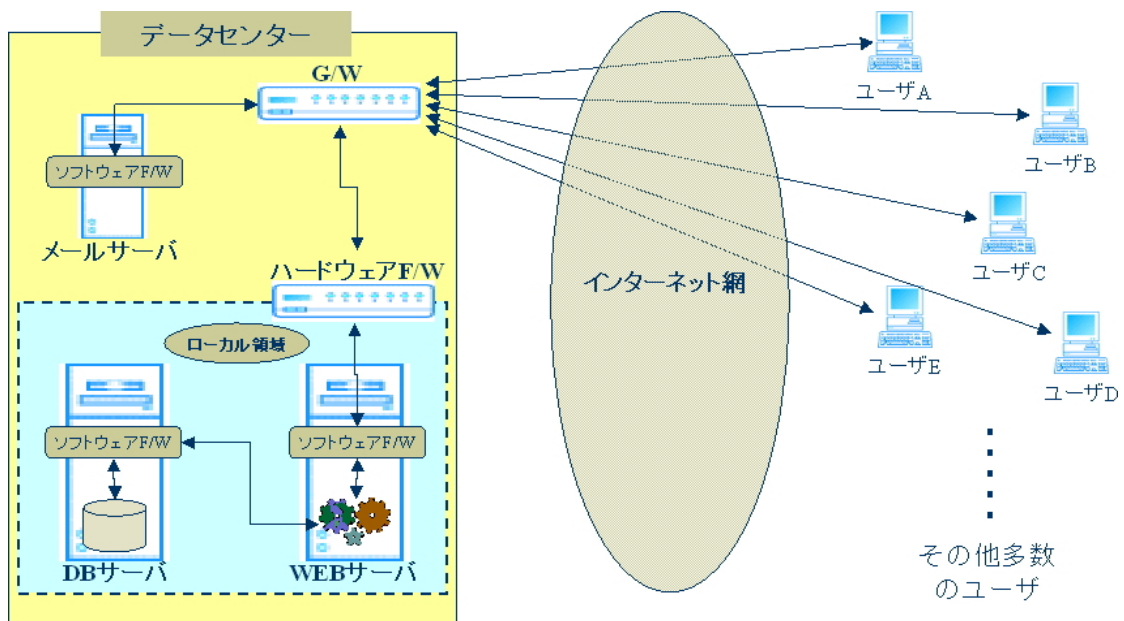 データセンター
G/W
ソフトウェアF/W
メールサーバ
ハードウェアF/W
ローカル領域
ソフトウェアF/W
ソフトウェアF/W
DBサーバ
WEBサーバ
インターネット網
ユーザA
ユーザB
ユーザC
ユーザE
ユーザD
その他多数
のユーザ